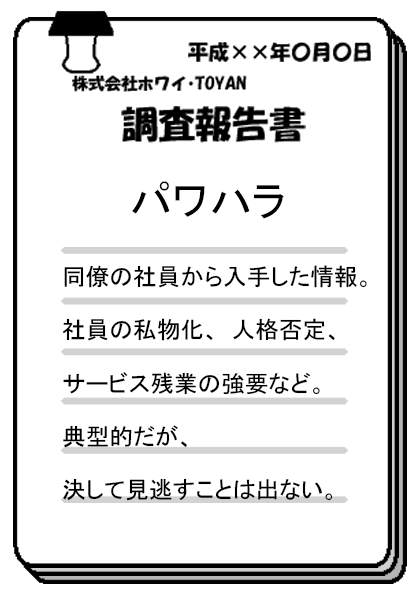 平成××年〇月〇日
株式会社ホワイ・TOYAN
調査報告書
パワハラ
同僚の社員から入手した情報。
社員の私物化、人格否定、
サービス残業の強要など。
典型的だが、
決して見逃すことは出ない。